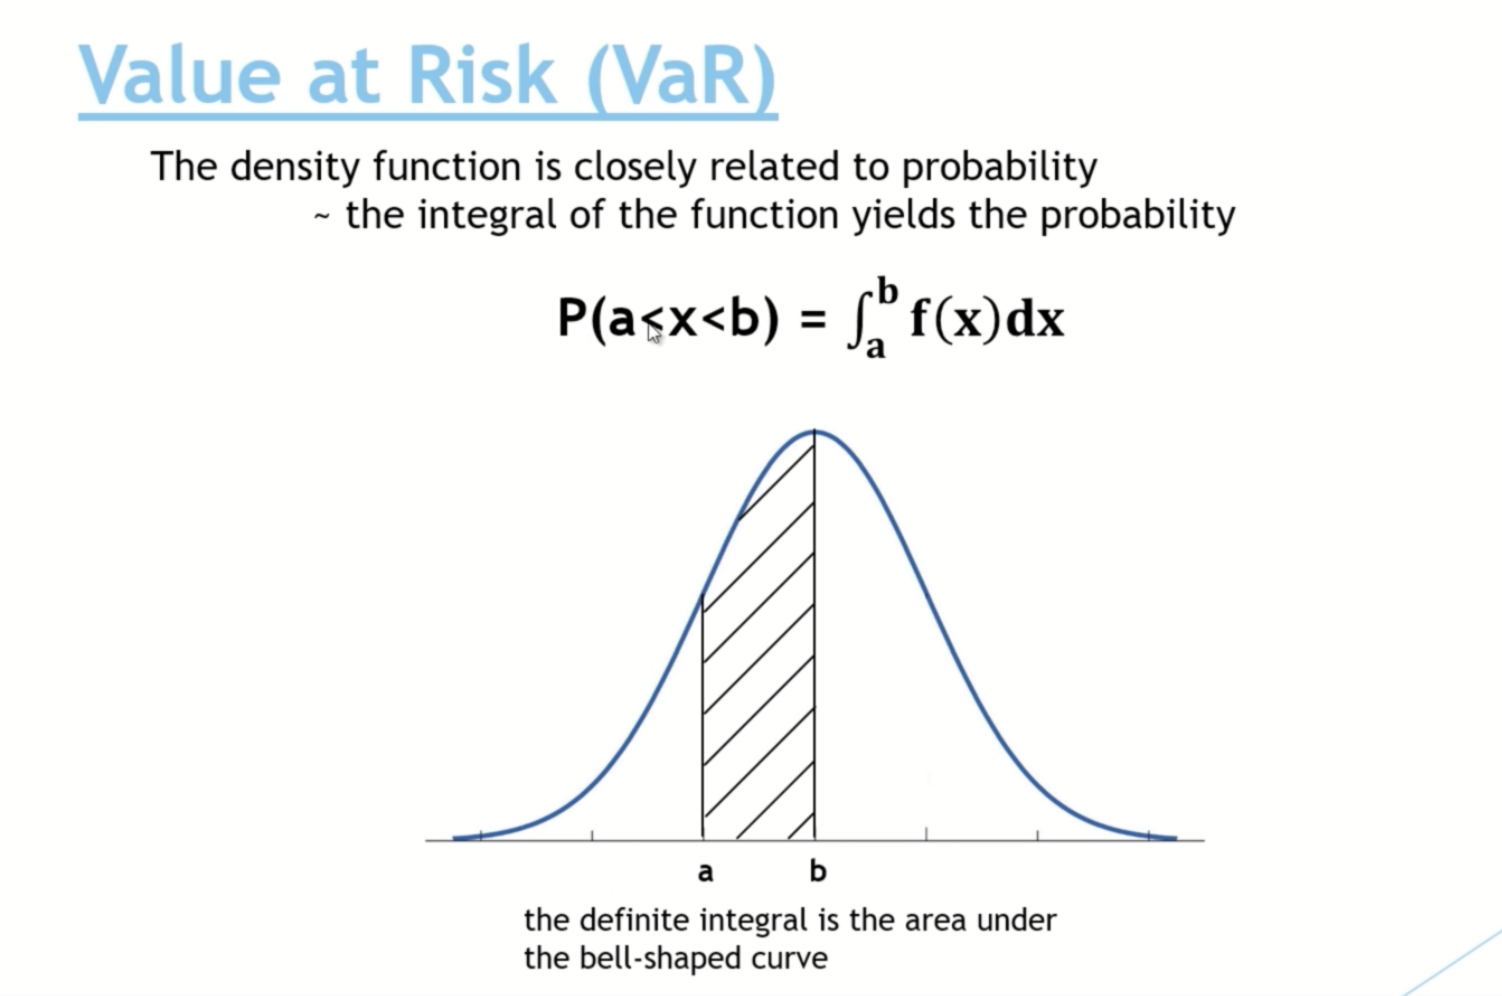 Value at Risk (VaR)
The density function is closely related to probability
~ the integral of the function yields the probability
P(a<x<b) = ∫ₐᵇ f(x)dx
a b
the definite integral is the area under
the bell-shaped curve